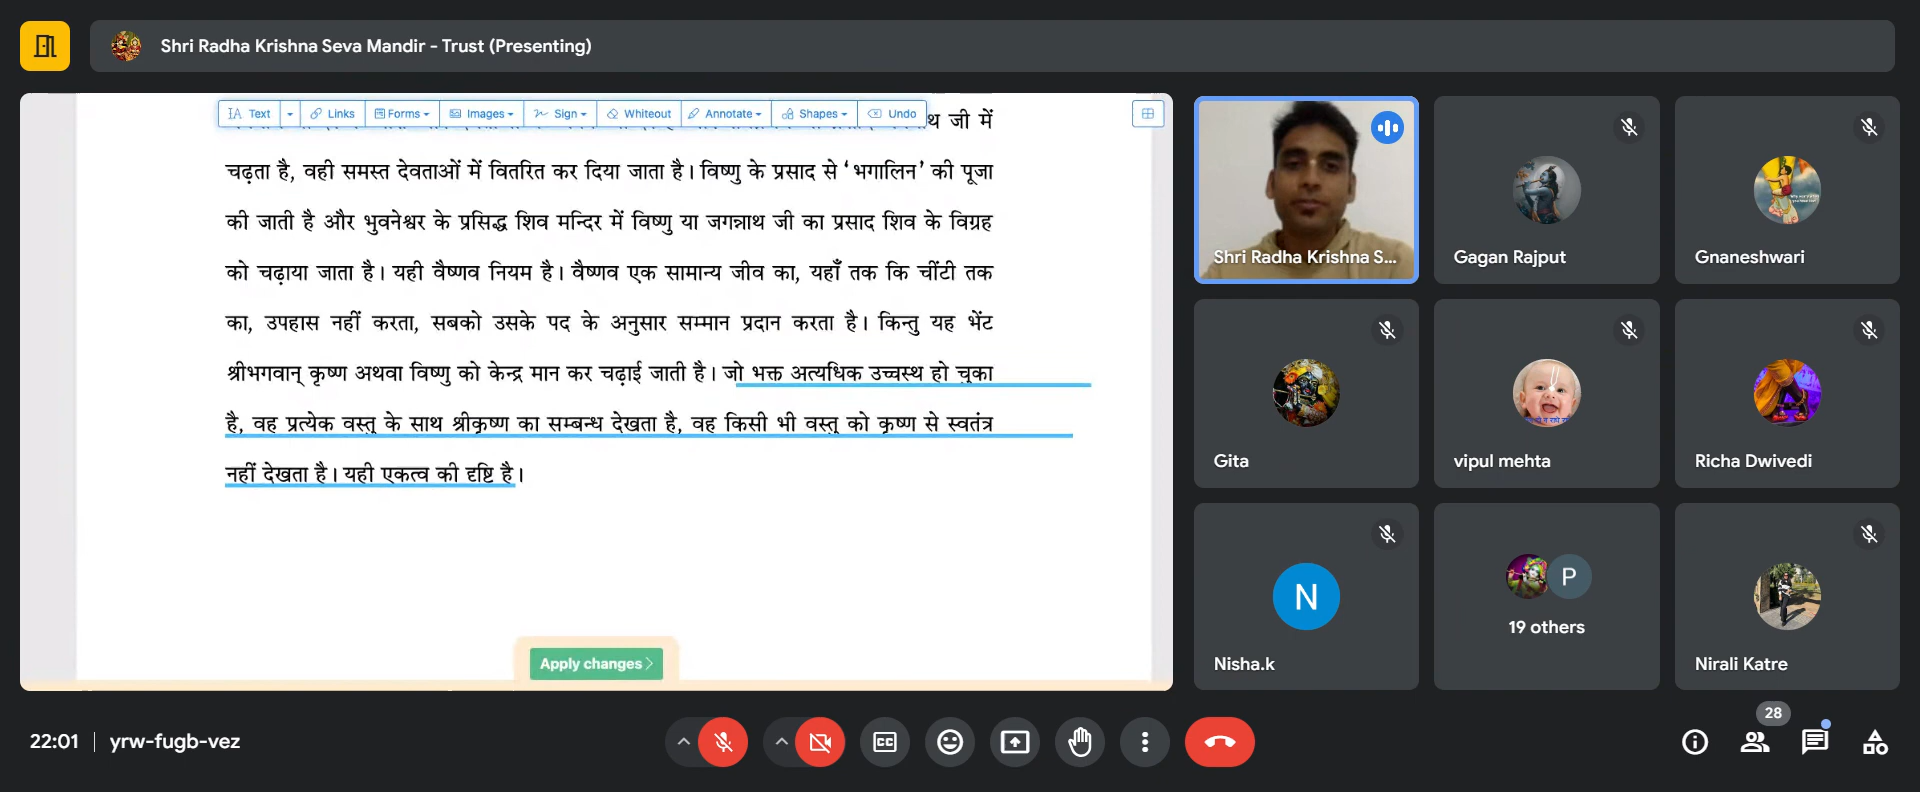 Shri Radha Krishna Seva Mandir - Trust (Presenting)
Text Links Forms Images Sign Whiteout Annotate Shapes Undo
जी में
चढ़ता है, वही समस्त देवताओं में वितरित कर दिया जाता है। विष्णु के प्रसाद से ‘भगालिन’ की पूजा
की जाती है और भुवनेश्वर के प्रसिद्ध शिव मन्दिर में विष्णु या जगन्नाथ जी का प्रसाद शिव के विग्रह
को चढ़ाया जाता है। यही वैष्णव नियम है। वैष्णव एक सामान्य जीव का, यहाँ तक कि चींटी तक
का, उपहास नहीं करता, सबको उसके पद के अनुसार सम्मान प्रदान करता है। किन्तु यह भेंट
श्रीभगवान् कृष्ण अथवा विष्णु को केन्द्र मान कर चढ़ाई जाती है। जो भक्त अत्यधिक उच्चस्थ हो चुका
है, वह प्रत्येक वस्तु के साथ श्रीकृष्ण का सम्बन्ध देखता है, वह किसी भी वस्तु को कृष्ण से स्वतंत्र
नहीं देखता है। यही एकत्व की दृष्टि है।
Apply changes
Shri Radha Krishna S...
Gagan Rajput
Gnaneshwari
Gita
vipul mehta
Richa Dwivedi
N
Nisha.k
P
19 others
Nirali Katre
22:01 yrw-fugb-vez
CC
28